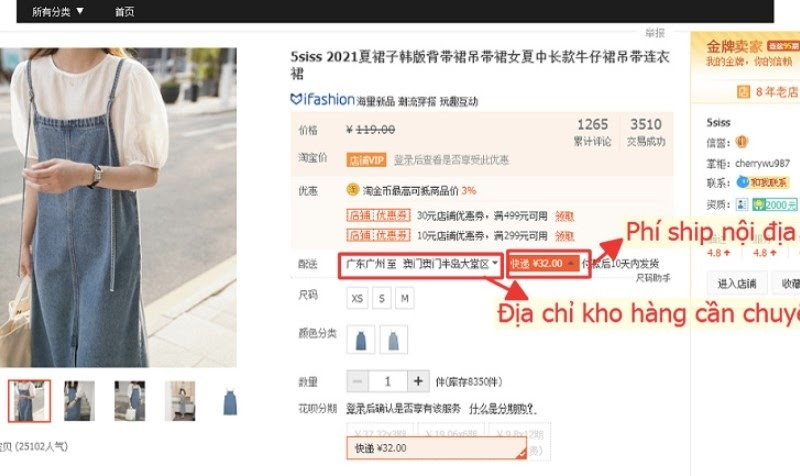 所有分类 ▼ 首页
举报
5siss 2021夏裙子韩版背带裙吊带裙女夏中长款牛仔裙吊带连衣
裙
ifashion 海量新品 潮流穿搭 玩趣互动
价格 ¥ 119.00
1265 累计评论
3510 交易成功
淘宝价 店铺VIP 登录后查看是否享受此优惠
优惠 淘金币最高可抵商品价 3%
店铺优惠券 30元店铺优惠券，满499元可用 领取
店铺优惠券 10元店铺优惠券，满299元可用 领取
Phí ship nội địa
配送 广东广州 至 澳门澳门半岛大堂区 快递 ¥32.00 付款后10天内发货
尺码助手
Địa chỉ kho hàng cần chuyể
尺码 XS S M
颜色分类
数量 － 1 + 件(库存8350件)
花呗分期 登录后确认是否享有该服务 什么是分期购?
快递 ¥32.00
宝贝 (25102人气)
金牌卖家
我的金牌，你的信赖
店 8 年老店
5siss
信誉：
掌柜: cherrywu987
联系: 和我联系
资质: 2000元
4.8 4.8
进入店铺 收藏